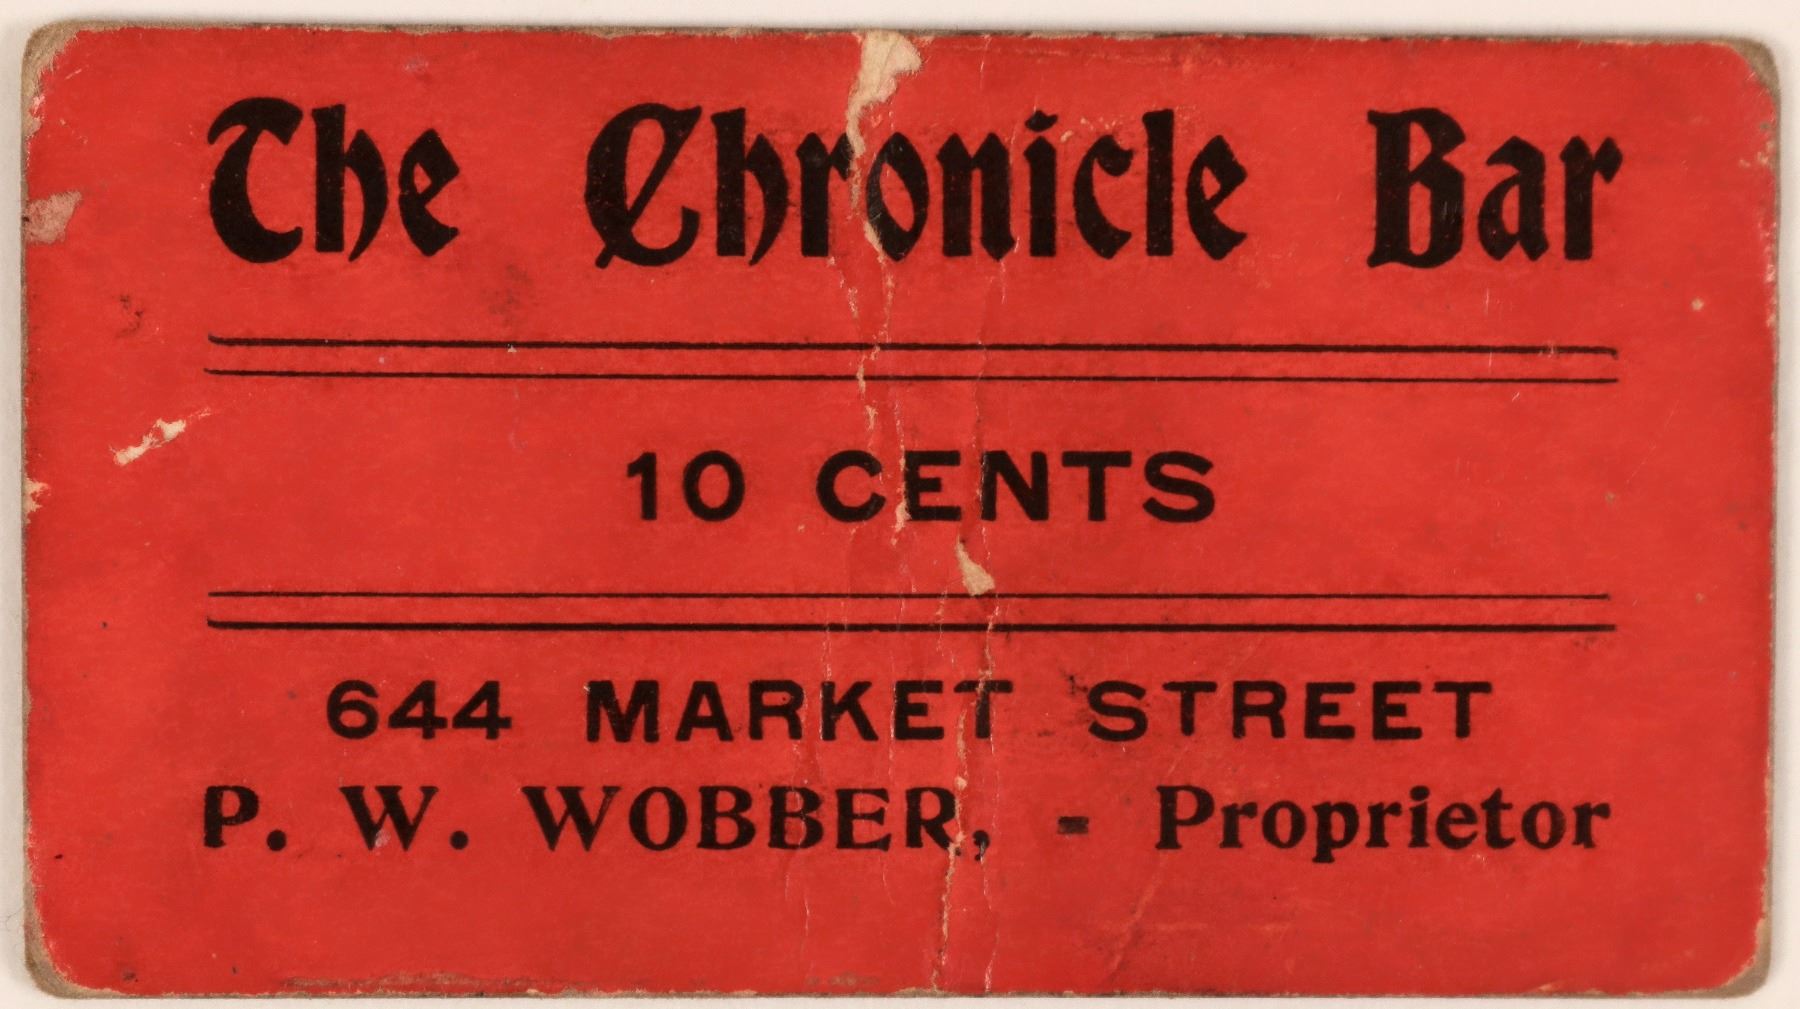 The Chronicle Bar
10 CENTS
644 MARKET STREET
P. W. WOBBER, - Proprietor